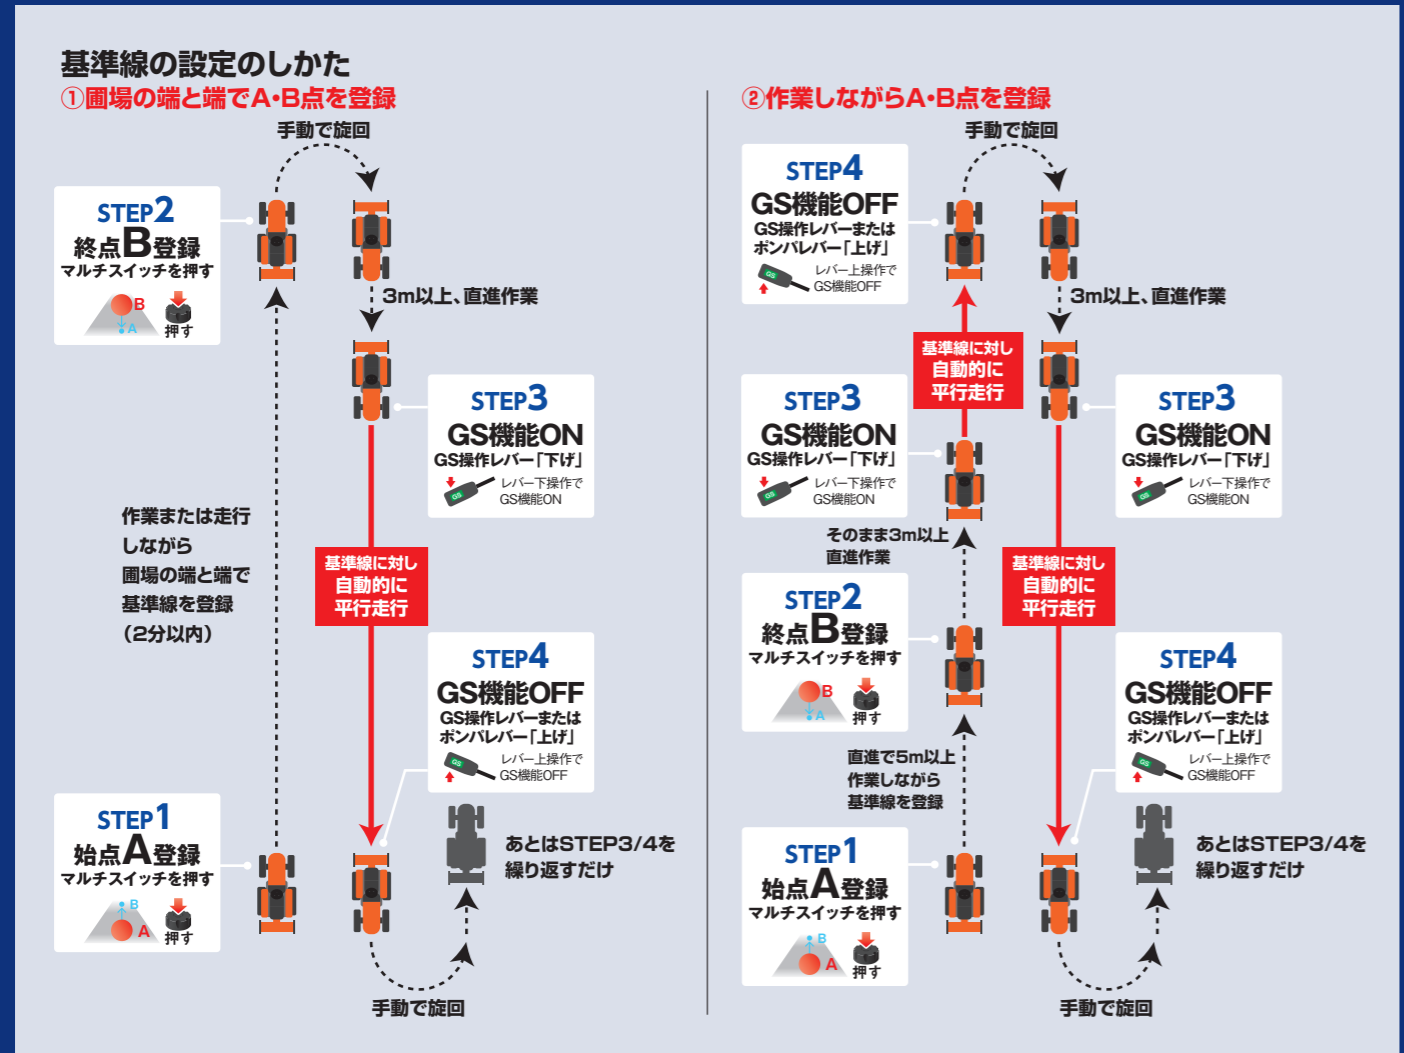 基準線の設定のしかた
①圃場の端と端でA・B点を登録
手動で旋回
STEP2
終点B登録
マルチスイッチを押す
B
A
押す
3m以上、直進作業
STEP3
GS機能ON
GS操作レバー「下げ」
GS
レバー下操作で
GS機能ON
作業または走行
しながら
圃場の端と端で
基準線を登録
（2分以内）
基準線に対し
自動的に
平行走行
STEP4
GS機能OFF
GS操作レバーまたは
ポンパレバー「上げ」
GS
レバー上操作で
GS機能OFF
STEP1
始点A登録
マルチスイッチを押す
B
A
押す
あとはSTEP3/4を
繰り返すだけ
手動で旋回
②作業しながらA・B点を登録
手動で旋回
STEP4
GS機能OFF
GS操作レバーまたは
ポンパレバー「上げ」
GS
レバー上操作で
GS機能OFF
3m以上、直進作業
基準線に対し
自動的に
平行走行
STEP3
GS機能ON
GS操作レバー「下げ」
GS
レバー下操作で
GS機能ON
STEP3
GS機能ON
GS操作レバー「下げ」
GS
レバー下操作で
GS機能ON
そのまま3m以上
直進作業
基準線に対し
自動的に
平行走行
STEP2
終点B登録
マルチスイッチを押す
B
A
押す
STEP4
GS機能OFF
GS操作レバーまたは
ポンパレバー「上げ」
GS
レバー上操作で
GS機能OFF
直進で5m以上
作業しながら
基準線を登録
STEP1
始点A登録
マルチスイッチを押す
B
A
押す
あとはSTEP3/4を
繰り返すだけ
手動で旋回